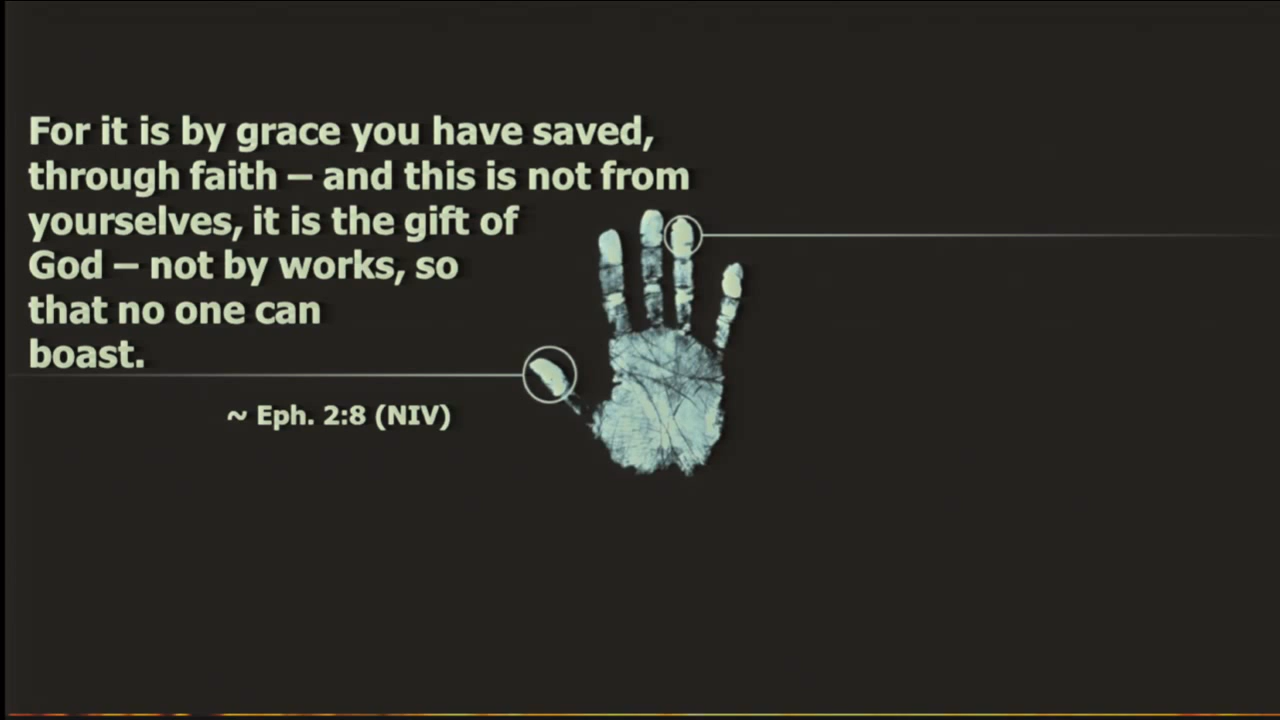 For it is by grace you have saved,
through faith – and this is not from
yourselves, it is the gift of
God – not by works, so
that no one can
boast.
~ Eph. 2:8 (NIV)